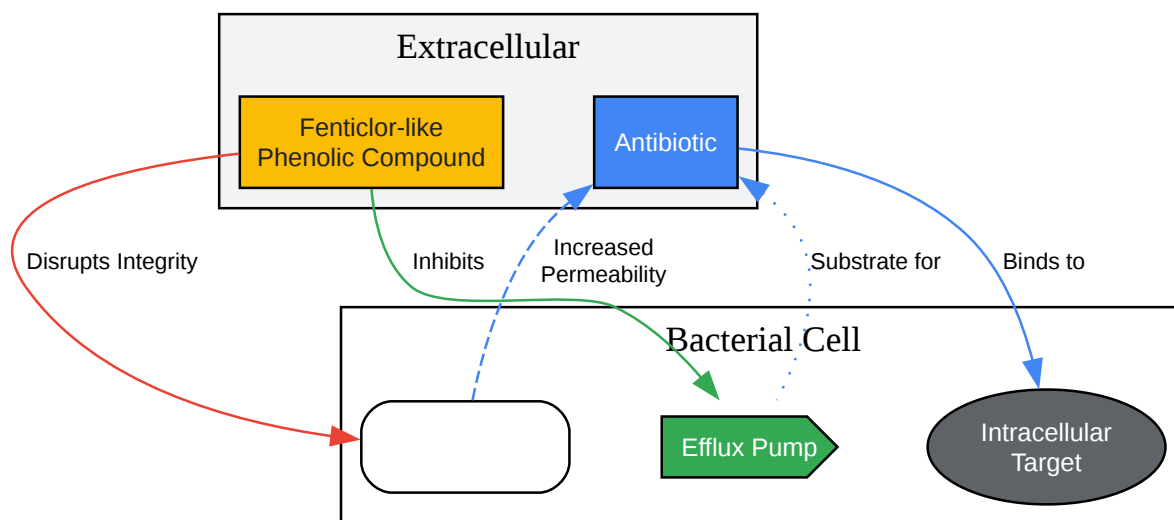 Extracellular
Fenticlor-like
Phenolic Compound
Antibiotic
Disrupts Integrity
Inhibits
Increased
Permeability
Substrate for
Binds to
Bacterial Cell
Efflux Pump
Intracellular
Target